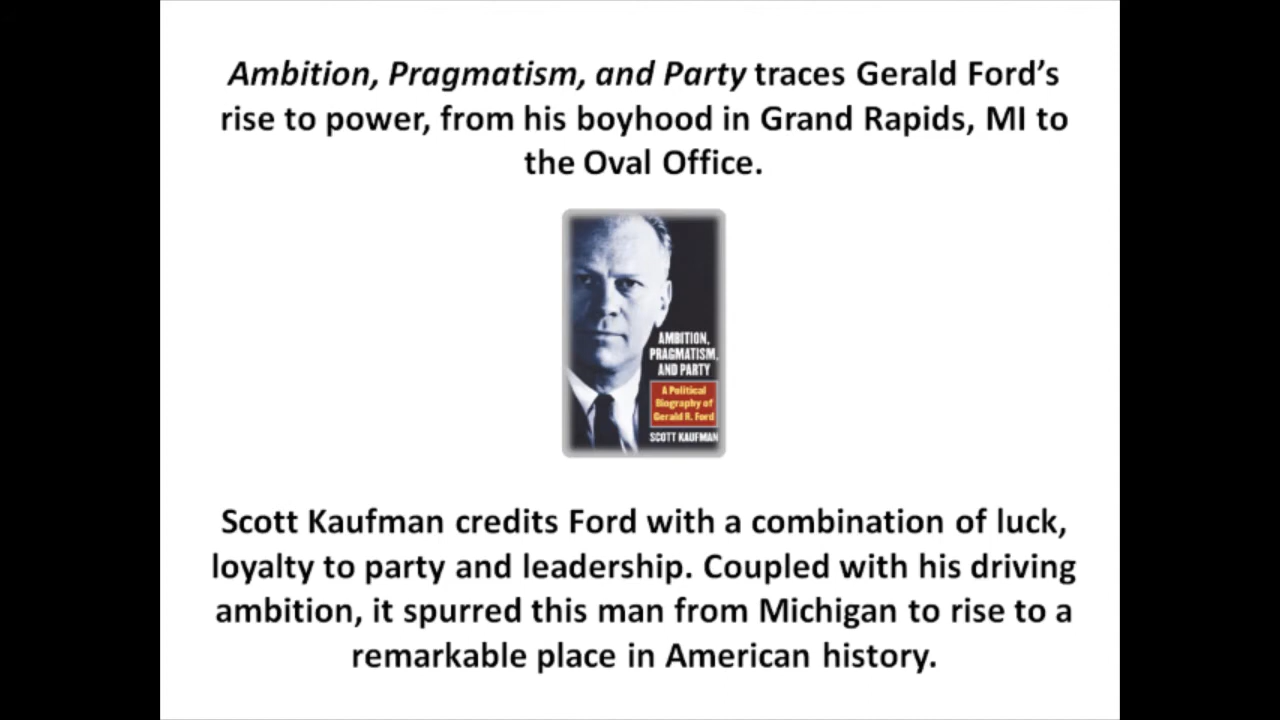 Ambition, Pragmatism, and Party traces Gerald Ford’s
rise to power, from his boyhood in Grand Rapids, MI to
the Oval Office.
AMBITION,
PRAGMATISM,
AND PARTY
A Political
Biography of
Gerald R. Ford
SCOTT KAUFMAN
Scott Kaufman credits Ford with a combination of luck,
loyalty to party and leadership. Coupled with his driving
ambition, it spurred this man from Michigan to rise to a
remarkable place in American history.